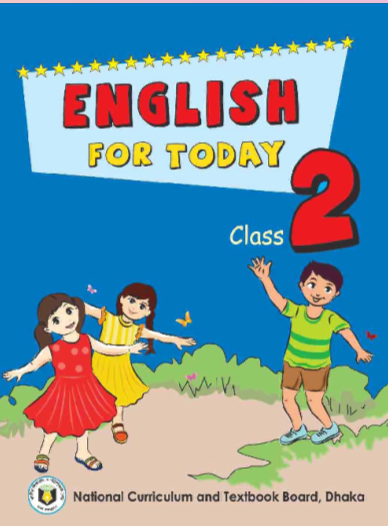 ENGLISH
FOR TODAY
Class 2
National Curriculum and Textbook Board, Dhaka